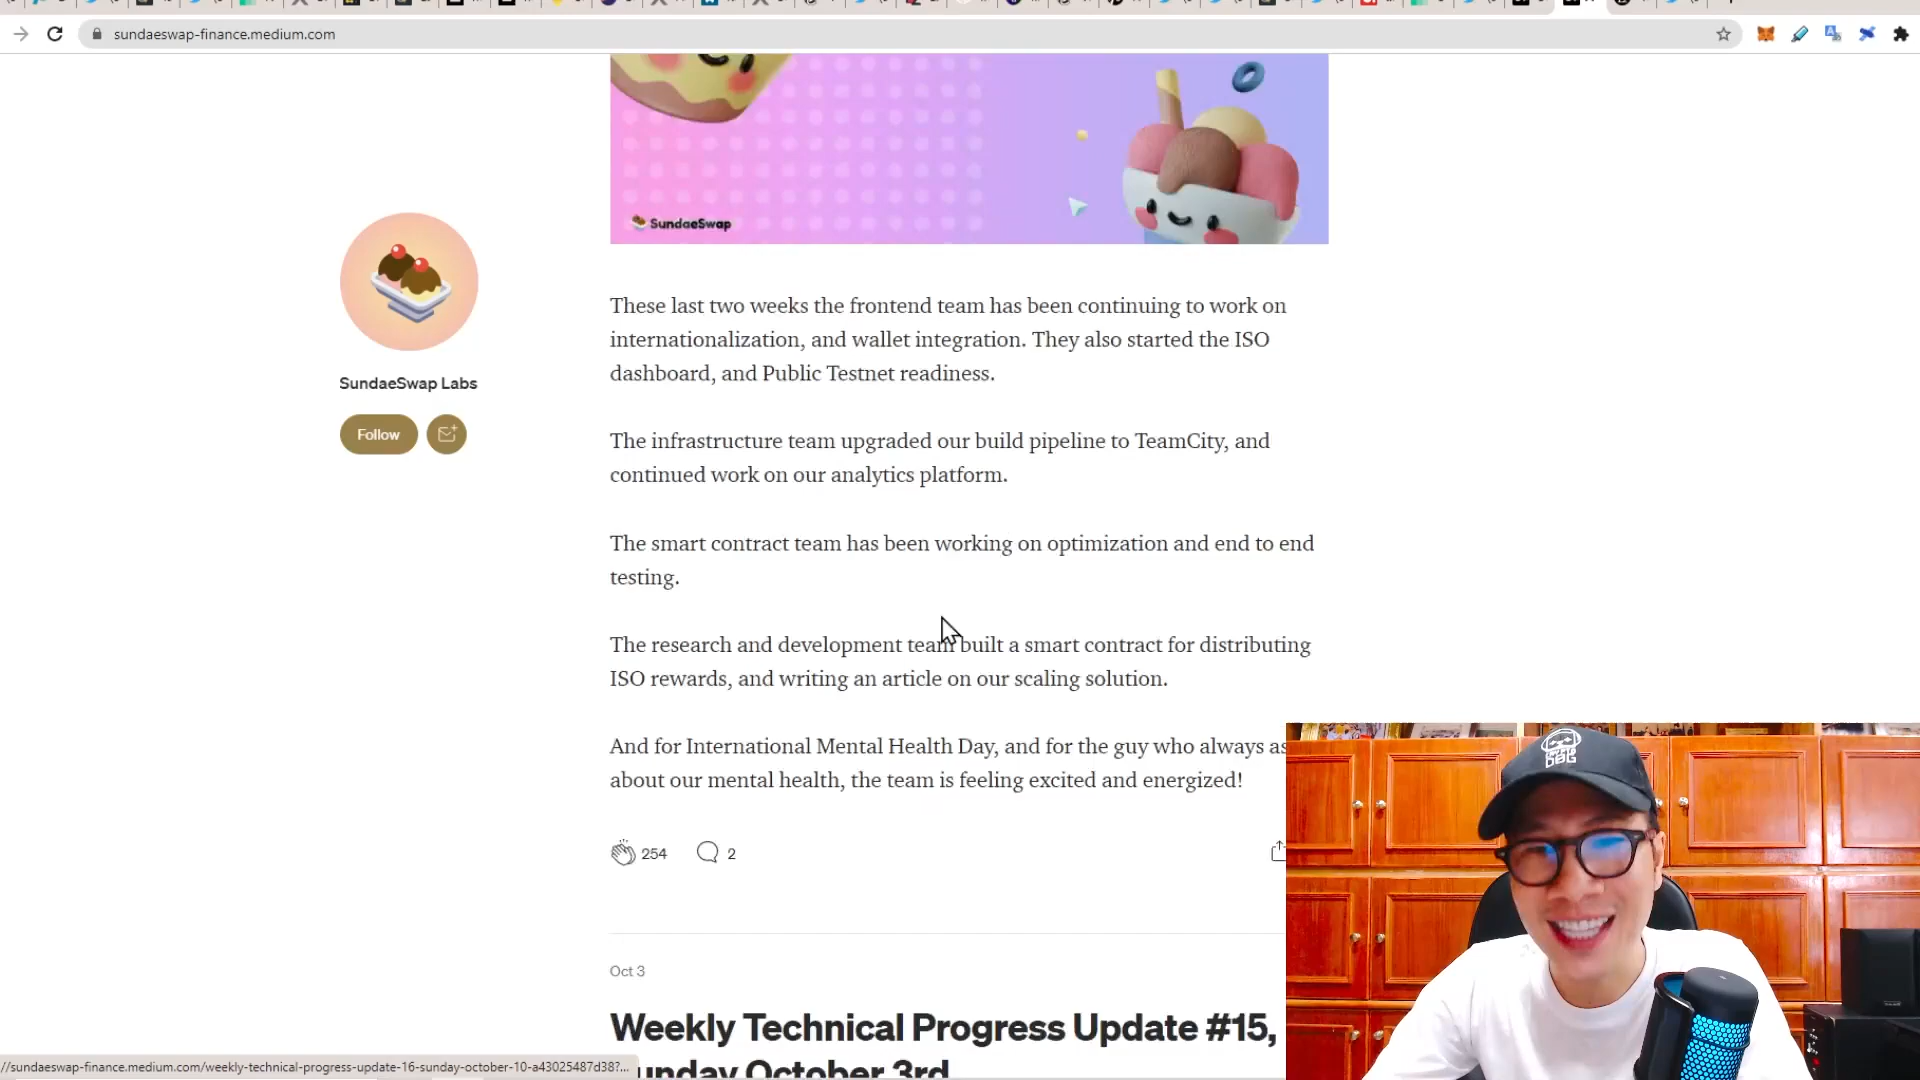 sundaeswap-finance.medium.com
SundaeSwap
These last two weeks the frontend team has been continuing to work on
internationalization, and wallet integration. They also started the ISO
dashboard, and Public Testnet readiness.
SundaeSwap Labs
Follow
The infrastructure team upgraded our build pipeline to TeamCity, and
continued work on our analytics platform.
The smart contract team has been working on optimization and end to end
testing.
The research and development team built a smart contract for distributing
ISO rewards, and writing an article on our scaling solution.
And for International Mental Health Day, and for the guy who always as
about our mental health, the team is feeling excited and energized!
254
2
Oct 3
Weekly Technical Progress Update #15,
Sunday October 3rd
//sundaeswap-finance.medium.com/weekly-technical-progress-update-16-sunday-october-10-a43025487d38?...